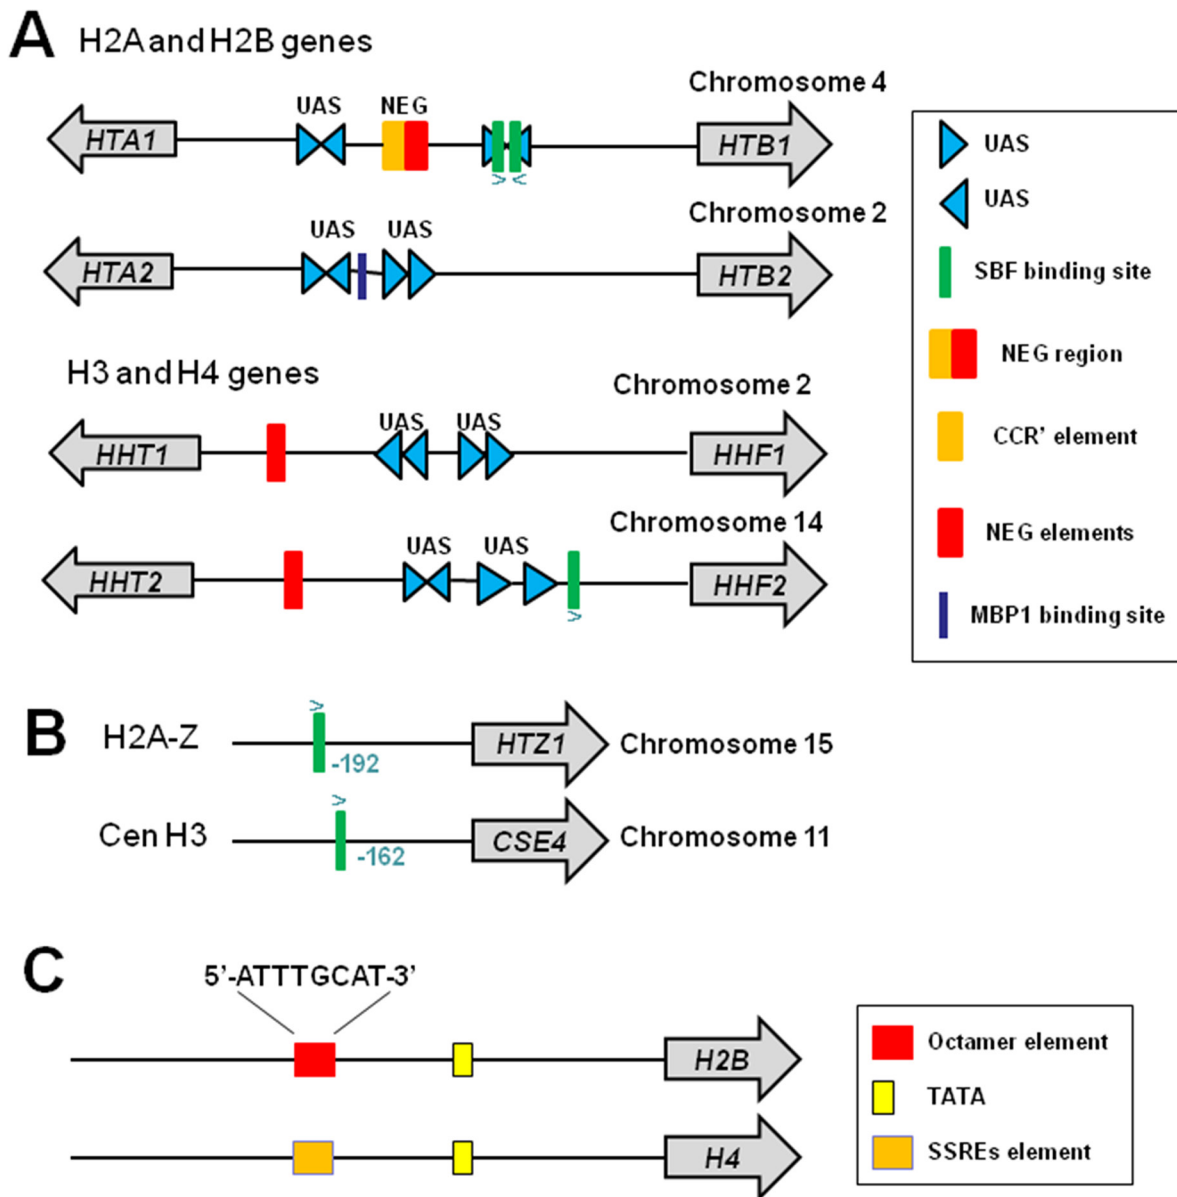 A H2A and H2B genes
Chromosome 4
UAS NEG
HTA1 HTB1
> <
Chromosome 2
UAS UAS
HTA2 HTB2
H3 and H4 genes
Chromosome 2
UAS UAS
HHT1 HHF1
Chromosome 14
UAS UAS
HHT2 HHF2
>
UAS
UAS
SBF binding site
NEG region
CCR’ element
NEG elements
MBP1 binding site
B
>
H2A-Z HTZ1 Chromosome 15
-192
>
Cen H3 CSE4 Chromosome 11
-162
C
5’-ATTTGCAT-3’
H2B
H4
Octamer element
TATA
SSREs element